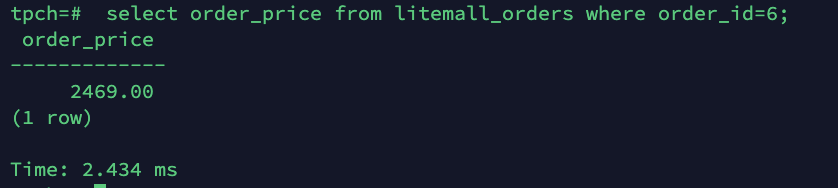 tpch=#  select order_price from litemall_orders where order_id=6;
 order_price
-------------
     2469.00
(1 row)

Time: 2.434 ms